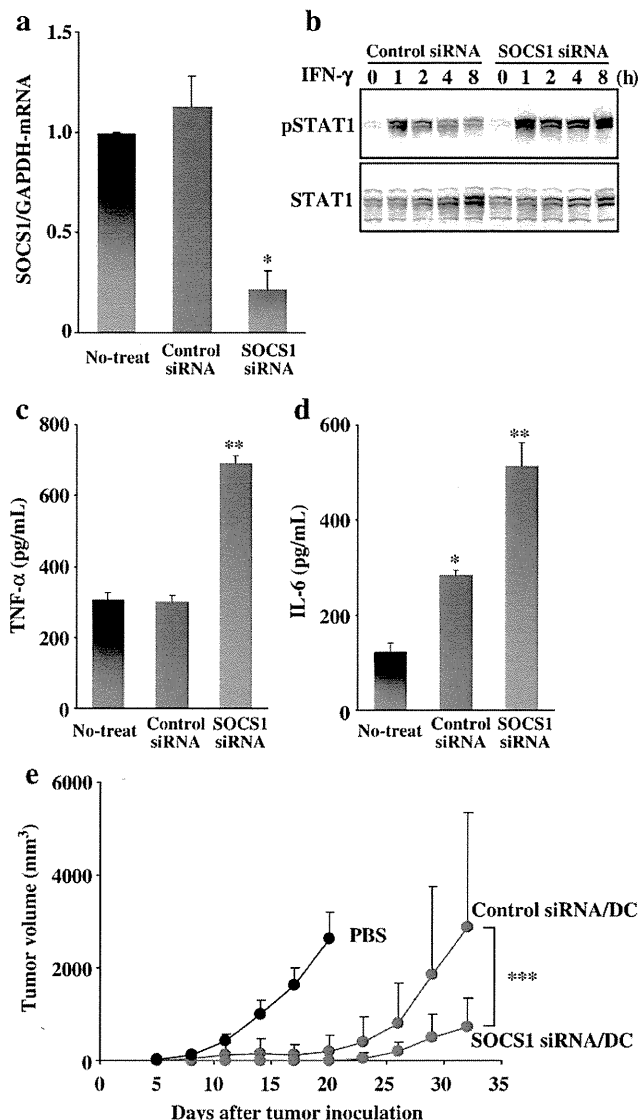 a
SOCS1/GAPDH-mRNA
1.5
1.0
0.5
0
*
No-treat
Control siRNA
SOCS1 siRNA
b
Control siRNA SOCS1 siRNA
IFN-γ 0 1 2 4 8 0 1 2 4 8 (h)
pSTAT1
STAT1
c
TNF-α (pg/mL)
800
600
400
200
0
**
No-treat
Control siRNA
SOCS1 siRNA
d
IL-6 (pg/mL)
600
400
200
0
*
**
No-treat
Control siRNA
SOCS1 siRNA
e
Tumor volume (mm³)
6000
4000
2000
0
PBS
Control siRNA/DC
***
SOCS1 siRNA/DC
0 5 10 15 20 25 30 35
Days after tumor inoculation